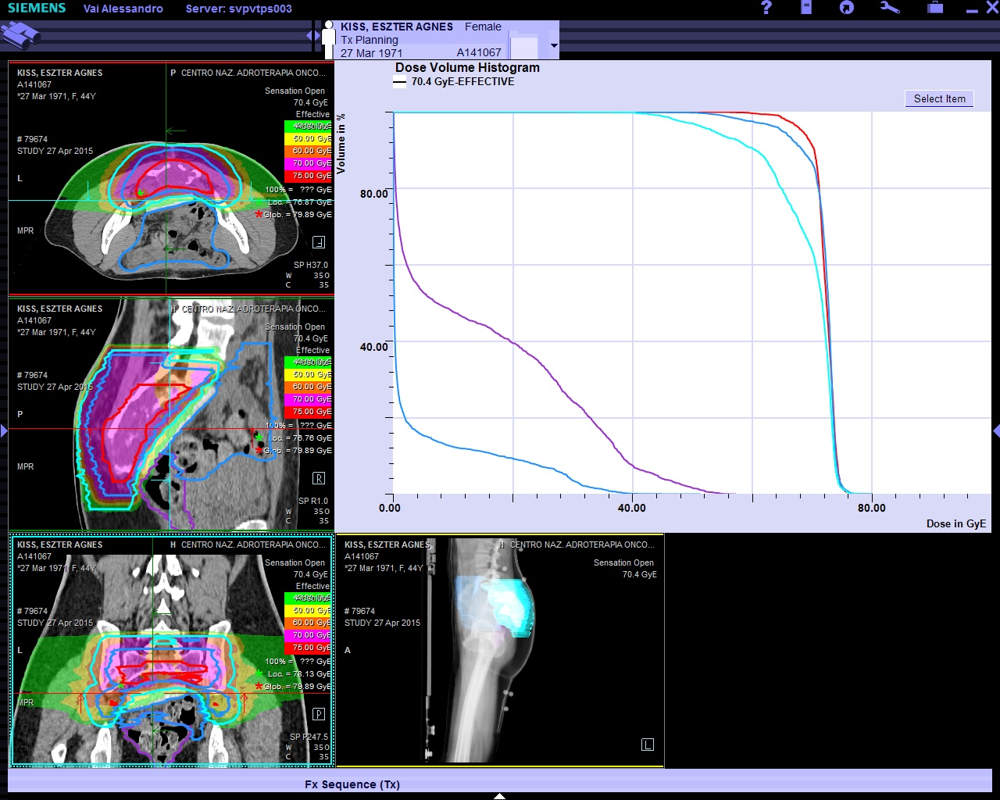 SIEMENS Vai Alessandro Server: svpvtps003
KISS, ESZTER AGNES Female
Tx Planning
27 Mar 1971 A141067
KISS, ESZTER AGNES P CENTRO NAZ. ADROTERAPIA ONCO...
A141067
*27 Mar 1971, F, 44Y
Sensation Open
70.4 GyE
Effective
Absolute
50.00 GyE
60.00 GyE
70.00 GyE
75.00 GyE
# 79674
STUDY 27 Apr 2015
L
100% = ??? GyE
Loc. = 76.87 GyE
Glob. = 79.89 GyE
MPR
F
SP H37.0
W 350
C 35
KISS, ESZTER AGNES H CENTRO NAZ. ADROTERAPIA ONCO...
A141067
*27 Mar 1971, F, 44Y
Sensation Open
70.4 GyE
Effective
Absolute
50.00 GyE
60.00 GyE
70.00 GyE
75.00 GyE
# 79674
STUDY 27 Apr 2015
P
100% = ??? GyE
Loc. = 76.76 GyE
Glob. = 79.89 GyE
MPR
R
SP R1.0
W 350
C 35
Dose Volume Histogram
70.4 GyE-EFFECTIVE
Select Item
Volume in %
80.00
40.00
0.00 40.00 80.00
Dose in GyE
KISS, ESZTER AGNES H CENTRO NAZ. ADROTERAPIA ONCO...
A141067
*27 Mar 1971, F, 44Y
Sensation Open
70.4 GyE
Effective
Absolute
50.00 GyE
60.00 GyE
70.00 GyE
75.00 GyE
# 79674
STUDY 27 Apr 2015
L
100% = ??? GyE
Loc. = 78.13 GyE
Glob. = 79.89 GyE
MPR
P
SP P247.5
W 350
C 35
KISS, ESZTER AGNES H CENTRO NAZ. ADROTERAPIA ONCO...
A141067
*27 Mar 1971, F, 44Y
Sensation Open
70.4 GyE
# 79674
STUDY 27 Apr 2015
A
L
Fx Sequence (Tx)